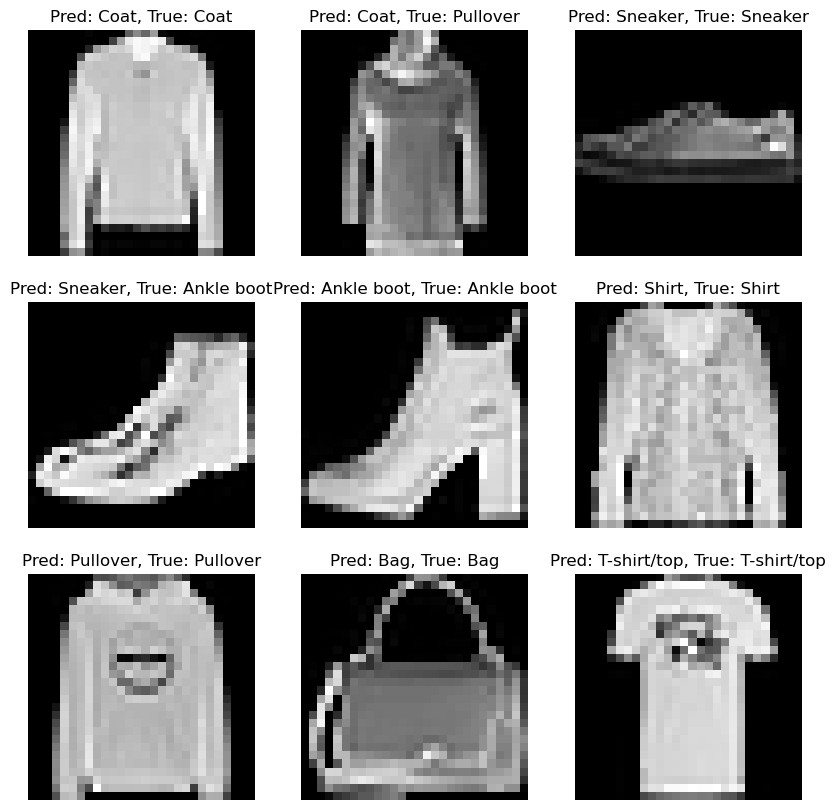 Pred: Coat, True: Coat
Pred: Coat, True: Pullover
Pred: Sneaker, True: Sneaker
Pred: Sneaker, True: Ankle boot
Pred: Ankle boot, True: Ankle boot
Pred: Shirt, True: Shirt
Pred: Pullover, True: Pullover
Pred: Bag, True: Bag
Pred: T-shirt/top, True: T-shirt/top